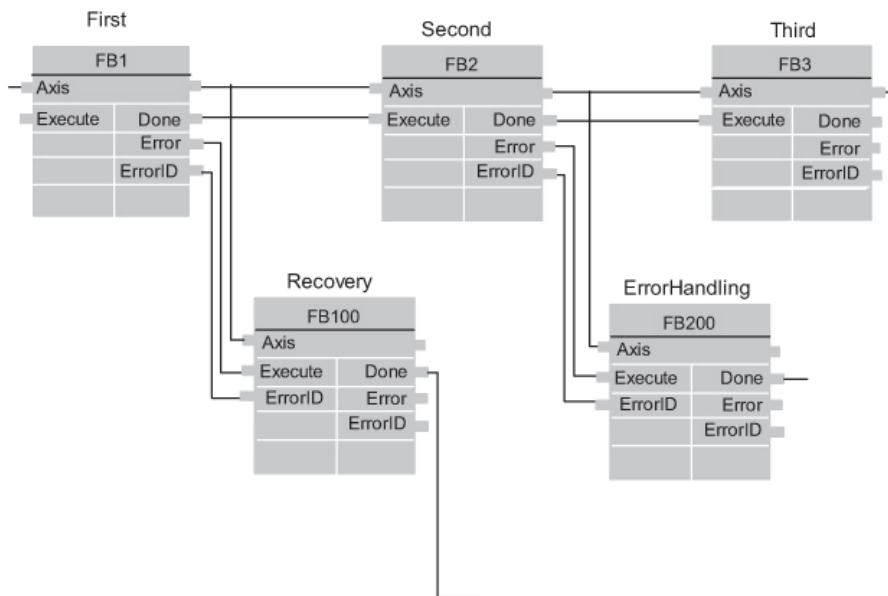 First
FB1
Axis
Execute Done
Error
ErrorID
Second
FB2
Axis
Execute Done
Error
ErrorID
Third
FB3
Axis
Execute Done
Error
ErrorID
Recovery
FB100
Axis
Execute Done
ErrorID Error
ErrorID
ErrorHandling
FB200
Axis
Execute Done
ErrorID Error
ErrorID